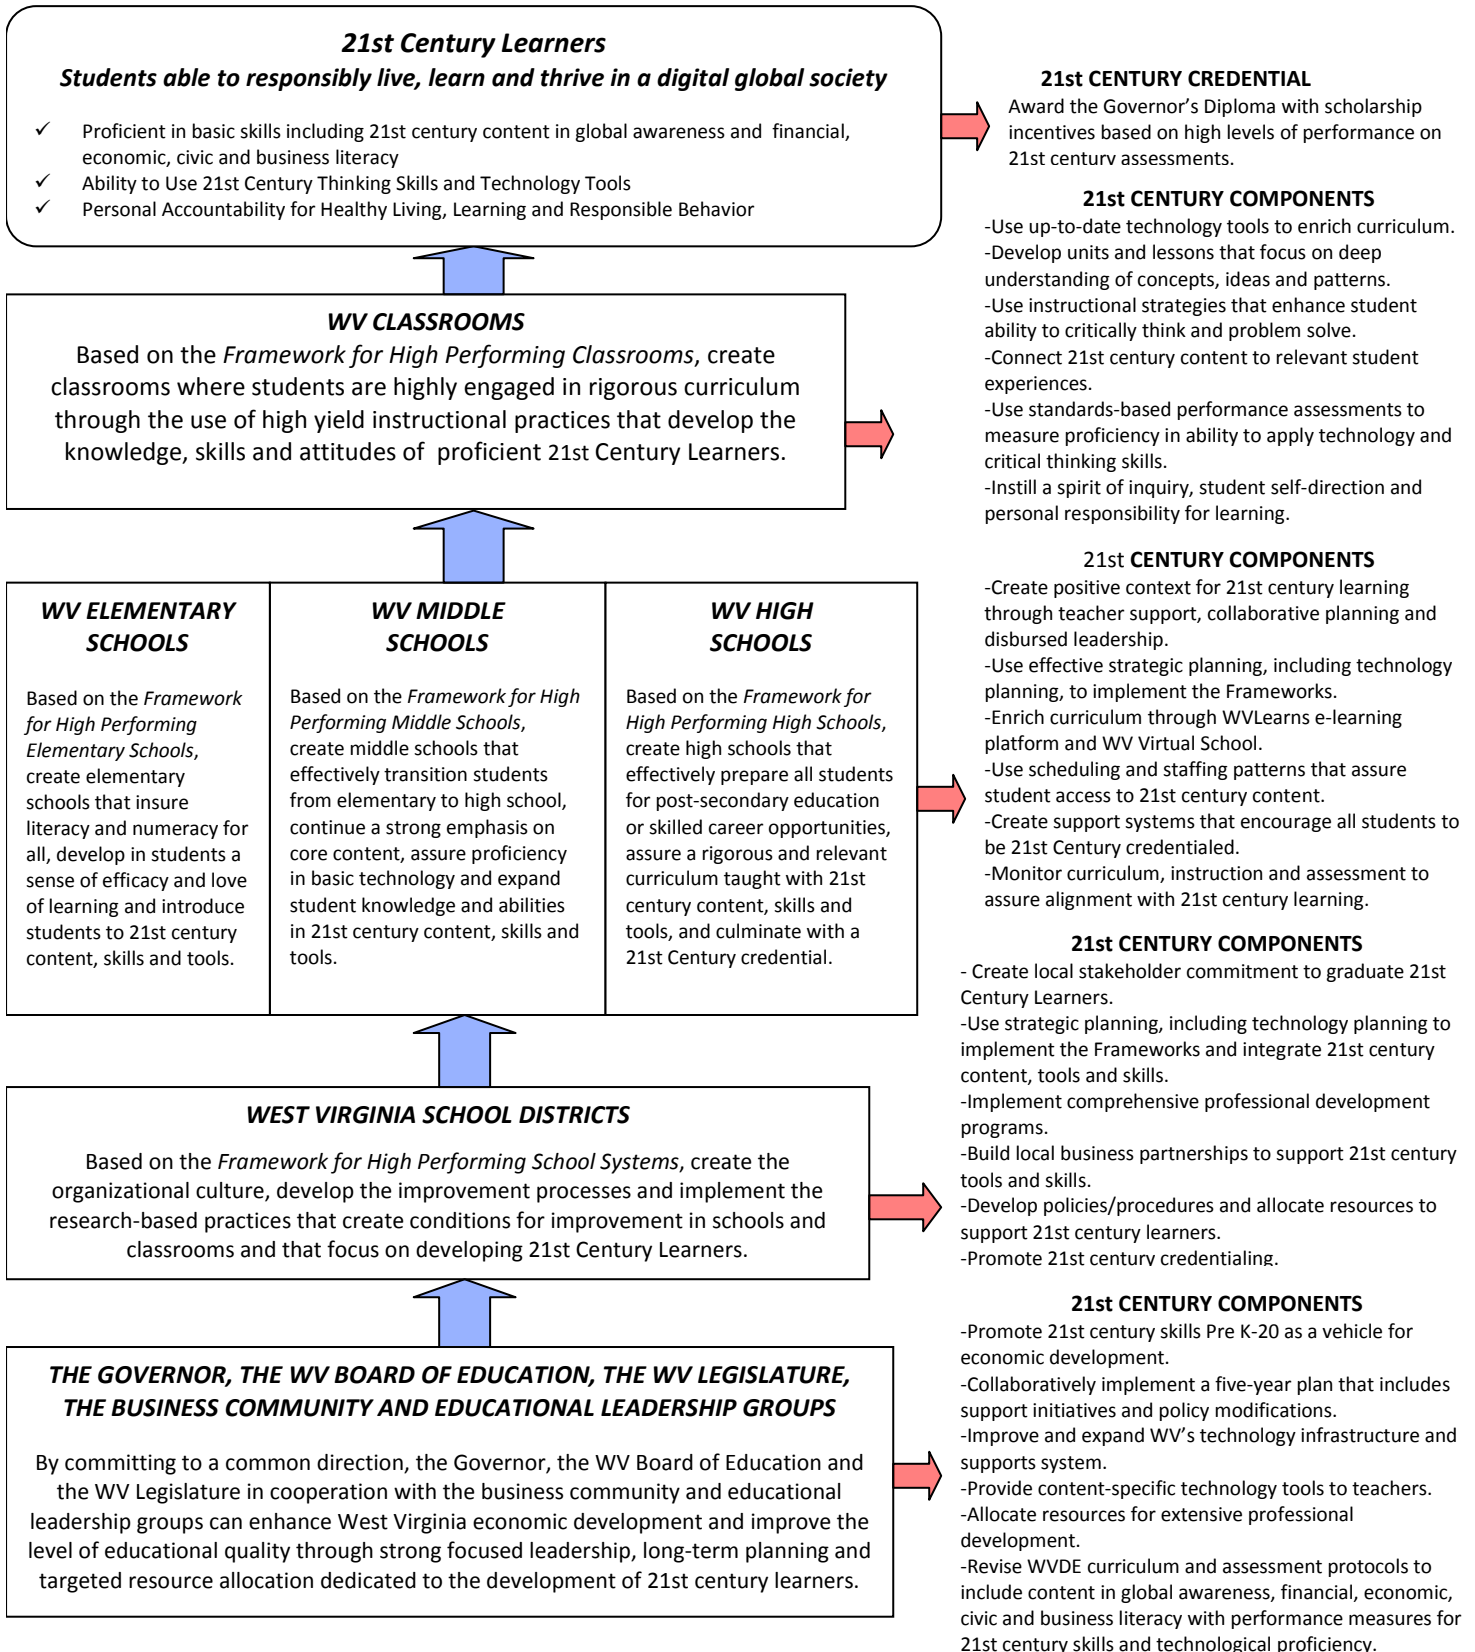 21st Century Learners
Students able to responsibly live, learn and thrive in a digital global society
✓ Proficient in basic skills including 21st century content in global awareness and financial,
economic, civic and business literacy
✓ Ability to Use 21st Century Thinking Skills and Technology Tools
✓ Personal Accountability for Healthy Living, Learning and Responsible Behavior
21st CENTURY CREDENTIAL
Award the Governor's Diploma with scholarship
incentives based on high levels of performance on
21st century assessments.
WV CLASSROOMS
Based on the Framework for High Performing Classrooms, create
classrooms where students are highly engaged in rigorous curriculum
through the use of high yield instructional practices that develop the
knowledge, skills and attitudes of proficient 21st Century Learners.
21st CENTURY COMPONENTS
-Use up-to-date technology tools to enrich curriculum.
-Develop units and lessons that focus on deep
understanding of concepts, ideas and patterns.
-Use instructional strategies that enhance student
ability to critically think and problem solve.
-Connect 21st century content to relevant student
experiences.
-Use standards-based performance assessments to
measure proficiency in ability to apply technology and
critical thinking skills.
-Instill a spirit of inquiry, student self-direction and
personal responsibility for learning.
WV ELEMENTARY
SCHOOLS
Based on the Framework
for High Performing
Elementary Schools,
create elementary
schools that insure
literacy and numeracy for
all, develop in students a
sense of efficacy and love
of learning and introduce
students to 21st century
content, skills and tools.
WV MIDDLE
SCHOOLS
Based on the Framework for High
Performing Middle Schools,
create middle schools that
effectively transition students
from elementary to high school,
continue a strong emphasis on
core content, assure proficiency
in basic technology and expand
student knowledge and abilities
in 21st century content, skills and
tools.
WV HIGH
SCHOOLS
Based on the Framework for
High Performing High Schools,
create high schools that
effectively prepare all students
for post-secondary education
or skilled career opportunities,
assure a rigorous and relevant
curriculum taught with 21st
century content, skills and
tools, and culminate with a
21st Century credential.
21st CENTURY COMPONENTS
-Create positive context for 21st century learning
through teacher support, collaborative planning and
disbursed leadership.
-Use effective strategic planning, including technology
planning, to implement the Frameworks.
-Enrich curriculum through WVLearns e-learning
platform and WV Virtual School.
-Use scheduling and staffing patterns that assure
student access to 21st century content.
-Create support systems that encourage all students to
be 21st Century credentialed.
-Monitor curriculum, instruction and assessment to
assure alignment with 21st century learning.
WEST VIRGINIA SCHOOL DISTRICTS
Based on the Framework for High Performing School Systems, create the
organizational culture, develop the improvement processes and implement the
research-based practices that create conditions for improvement in schools and
classrooms and that focus on developing 21st Century Learners.
21st CENTURY COMPONENTS
- Create local stakeholder commitment to graduate 21st
Century Learners.
-Use strategic planning, including technology planning to
implement the Frameworks and integrate 21st century
content, tools and skills.
-Implement comprehensive professional development
programs.
-Build local business partnerships to support 21st century
tools and skills.
-Develop policies/procedures and allocate resources to
support 21st century learners.
-Promote 21st century credentialing.
THE GOVERNOR, THE WV BOARD OF EDUCATION, THE WV LEGISLATURE,
THE BUSINESS COMMUNITY AND EDUCATIONAL LEADERSHIP GROUPS
By committing to a common direction, the Governor, the WV Board of Education and
the WV Legislature in cooperation with the business community and educational
leadership groups can enhance West Virginia economic development and improve the
level of educational quality through strong focused leadership, long-term planning and
targeted resource allocation dedicated to the development of 21st century learners.
21st CENTURY COMPONENTS
-Promote 21st century skills Pre K-20 as a vehicle for
economic development.
-Collaboratively implement a five-year plan that includes
support initiatives and policy modifications.
-Improve and expand WV's technology infrastructure and
supports system.
-Provide content-specific technology tools to teachers.
-Allocate resources for extensive professional
development.
-Revise WVDE curriculum and assessment protocols to
include content in global awareness, financial, economic,
civic and business literacy with performance measures for
21st century skills and technological proficiency.